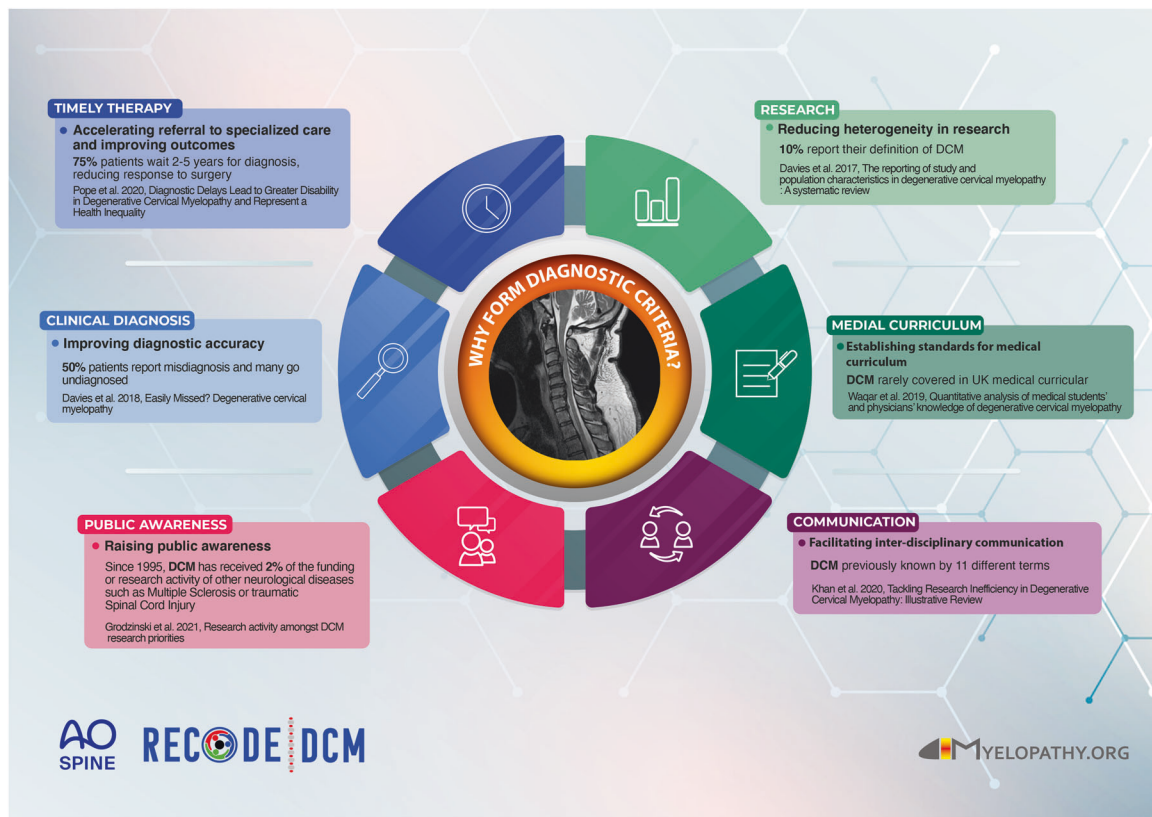 TIMELY THERAPY
Accelerating referral to specialized care
and improving outcomes
75% patients wait 2-5 years for diagnosis,
reducing response to surgery
Pope et al. 2020, Diagnostic Delays Lead to Greater Disability
in Degenerative Cervical Myelopathy and Represent a
Health Inequality
RESEARCH
Reducing heterogeneity in research
10% report their definition of DCM
Davies et al. 2017, The reporting of study and
population characteristics in degenerative cervical myelopathy
: A systematic review
WHY FORM DIAGNOSTIC CRITERIA?
CLINICAL DIAGNOSIS
Improving diagnostic accuracy
50% patients report misdiagnosis and many go
undiagnosed
Davies et al. 2018, Easily Missed? Degenerative cervical
myelopathy
MEDIAL CURRICULUM
Establishing standards for medical
curriculum
DCM rarely covered in UK medical curricular
Waqar et al. 2019, Quantitative analysis of medical students'
and physicians' knowledge of degenerative cervical myelopathy
PUBLIC AWARENESS
Raising public awareness
Since 1995, DCM has received 2% of the funding
or research activity of other neurological diseases
such as Multiple Sclerosis or traumatic
Spinal Cord Injury
Grodzinski et al. 2021, Research activity amongst DCM
research priorities
COMMUNICATION
Facilitating inter-disciplinary communication
DCM previously known by 11 different terms
Khan et al. 2020, Tackling Research Inefficiency in Degenerative
Cervical Myelopathy: Illustrative Review
AO
SPINE
RECODE DCM
MYELOPATHY.ORG